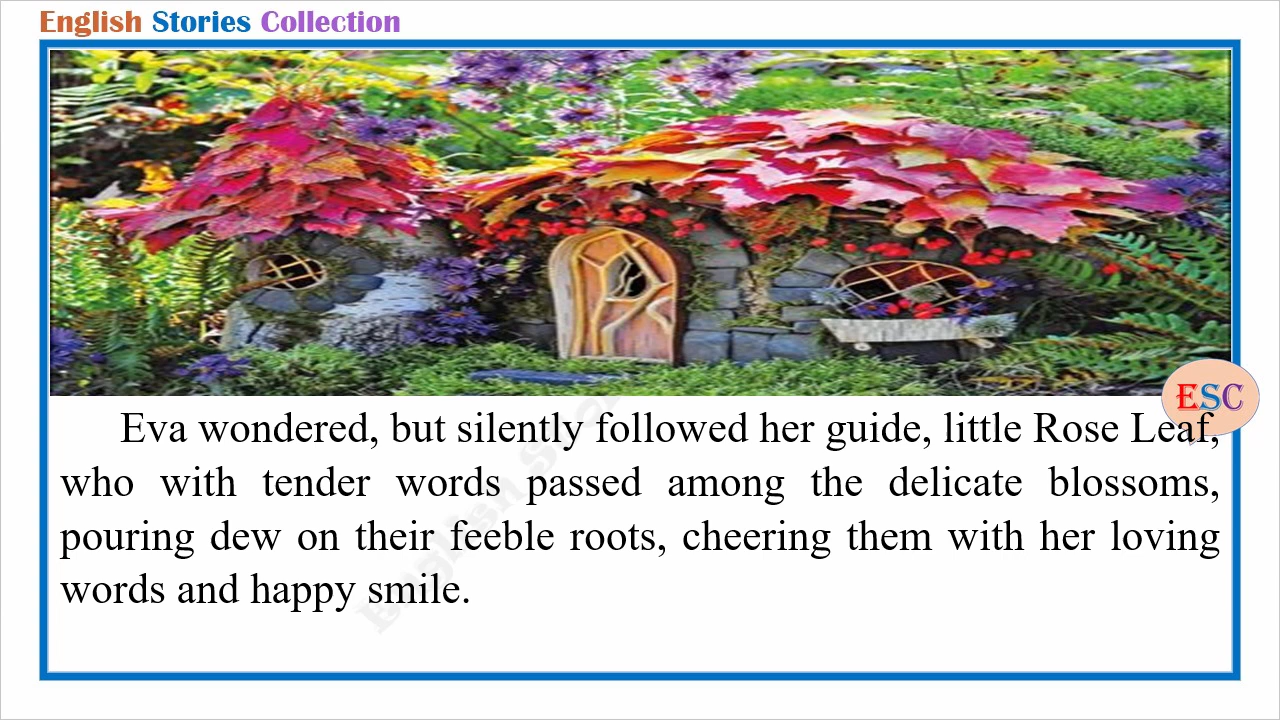 English Stories Collection
ESC
Eva wondered, but silently followed her guide, little Rose Leaf,
who with tender words passed among the delicate blossoms,
pouring dew on their feeble roots, cheering them with her loving
words and happy smile.